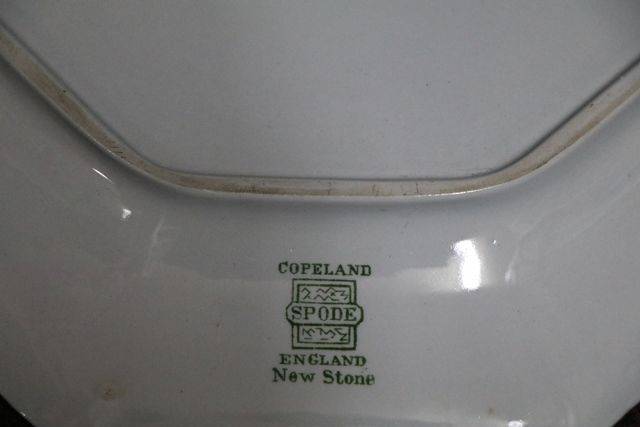 COPELAND
SPODE
ENGLAND
New Stone